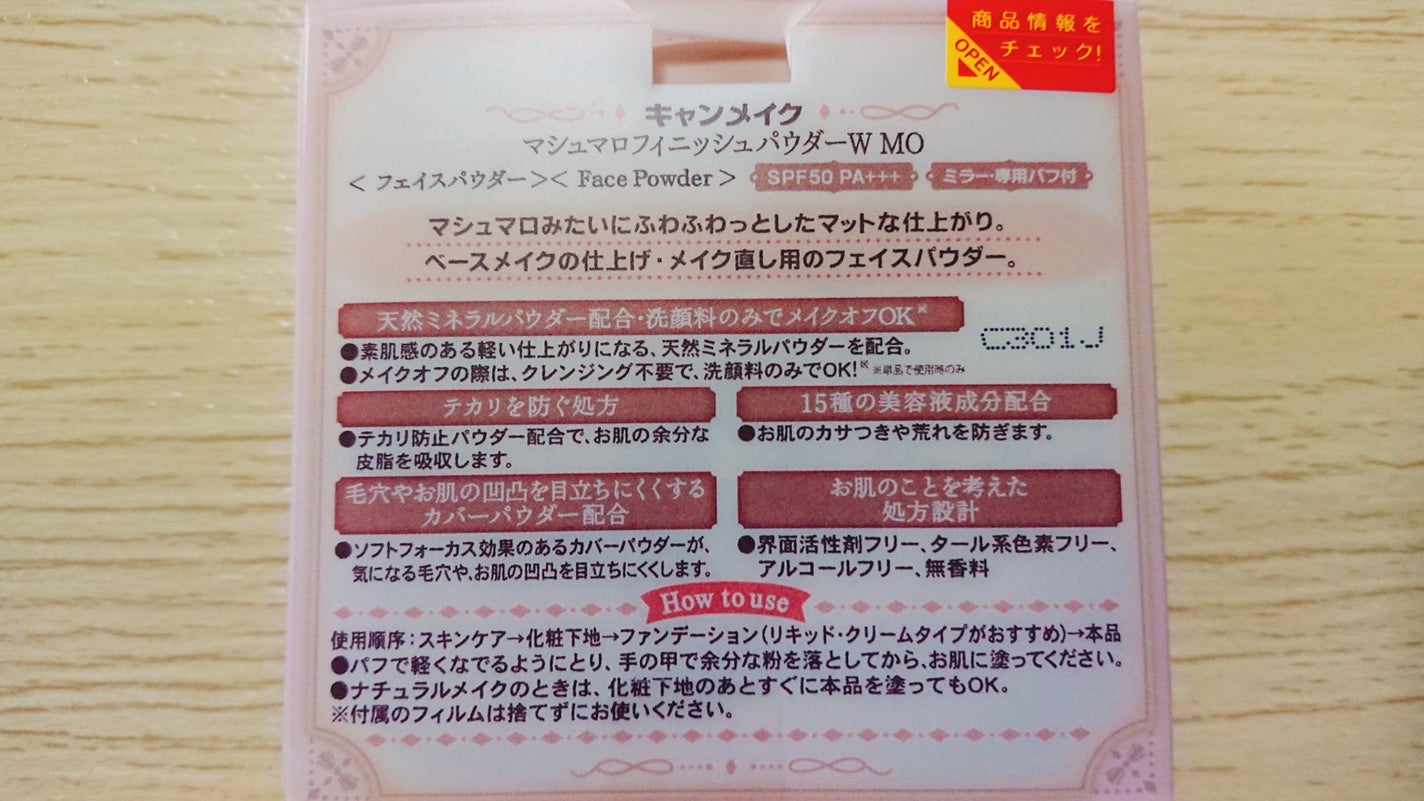 商品情報を
チェック!
OPEN
キャンメイク
マシュマロフィニッシュパウダーW MO
＜ フェイスパウダー＞＜ Face Powder ＞ SPF50 PA+++ ミラー・専用パフ付
マシュマロみたいにふわふわっとしたマットな仕上がり。
ベースメイクの仕上げ・メイク直し用のフェイスパウダー。
天然ミネラルパウダー配合・洗顔料のみでメイクオフOK※
C301J
●素肌感のある軽い仕上がりになる、天然ミネラルパウダーを配合。
●メイクオフの際は、クレンジング不要で、洗顔料のみでOK!※ ※単品で使用時のみ
テカリを防ぐ処方
●テカリ防止パウダー配合で、お肌の余分な
皮脂を吸収します。
15種の美容液成分配合
●お肌のカサつきや荒れを防ぎます。
毛穴やお肌の凹凸を目立ちにくくする
カバーパウダー配合
●ソフトフォーカス効果のあるカバーパウダーが、
気になる毛穴や、お肌の凹凸を目立ちにくくします。
お肌のことを考えた
処方設計
●界面活性剤フリー、タール系色素フリー、
アルコールフリー、無香料
How to use
使用順序：スキンケア→化粧下地→ファンデーション（リキッド・クリームタイプがおすすめ）→本品
●パフで軽くなでるようにとり、手の甲で余分な粉を落としてから、お肌に塗ってください。
●ナチュラルメイクのときは、化粧下地のあとすぐに本品を塗ってもOK。
※付属のフィルムは捨てずにお使いください。